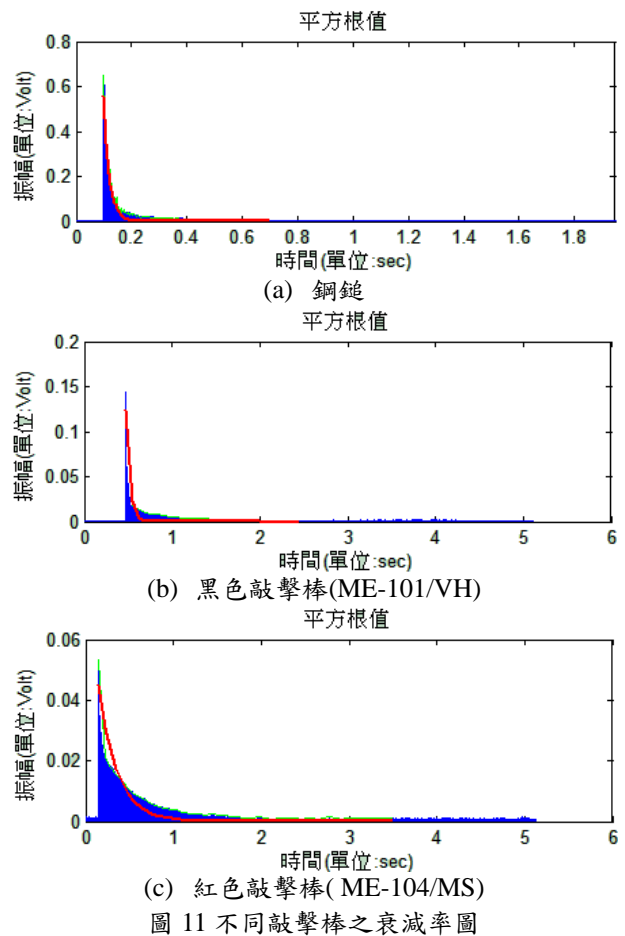 平方根值
振幅(單位:Volt)
0.8
0.6
0.4
0.2
0
0 0.2 0.4 0.6 0.8 1 1.2 1.4 1.6 1.8
時間(單位:sec)
(a) 鋼鎚
平方根值
振幅(單位:Volt)
0.2
0.15
0.1
0.05
0
0 1 2 3 4 5 6
時間(單位:sec)
(b) 黑色敲擊棒(ME-101/VH)
平方根值
振幅(單位:Volt)
0.06
0.04
0.02
0
0 1 2 3 4 5 6
時間(單位:sec)
(c) 紅色敲擊棒( ME-104/MS)
圖 11 不同敲擊棒之衰減率圖